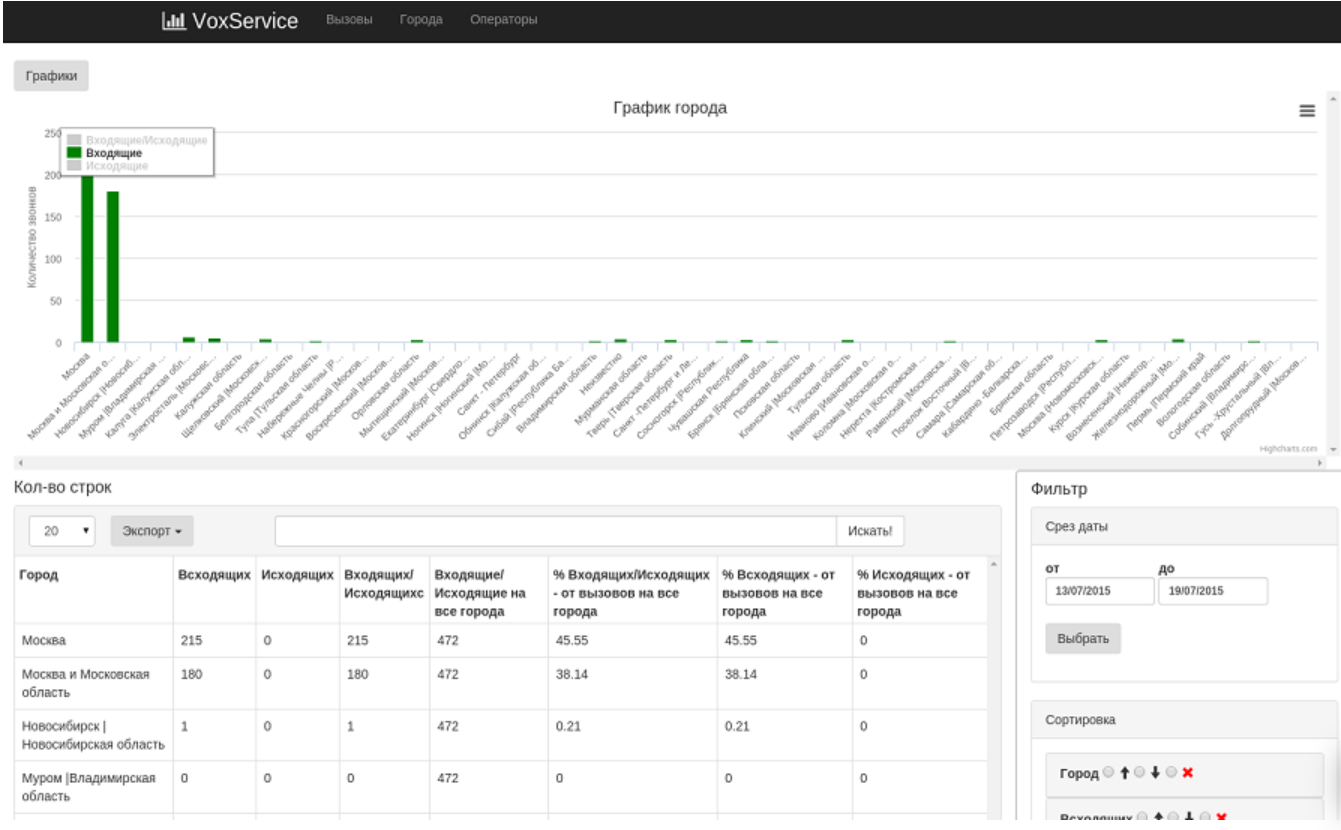 VoxService Вызовы Города Операторы
Графики
График города
Количество звонков
250
200
150
100
50
0
Входящие/Исходящие
Входящие
Исходящие
Москва
Москва и Московская о...
Новосибирск |Новосиб...
Муром |Владимирская ...
Калуга |Калужская обл...
Электросталь |Московс...
Калужская область
Щелковский |Московск...
Белгородская область
Тула |Тульская область
Набережные Челны |Р...
Красногорский |Москов...
Воскресенский |Москов...
Орловская область
Мытищинский |Москов...
Екатеринбург |Свердло...
Ногинск |Ногинский |Мо...
Санкт - Петербург
Обнинск |Калужская об...
Сибай |Республика Ба...
Владимирская область
Неизвестно
Мурманская область
Тверь |Тверская область
Санкт -Петербург и Ле...
Сосногорск |Республик...
Чувашская Республика
Брянск |Брянская обла...
Псковская область
Клинский |Московская ...
Тульская область
Иваново |Ивановская о...
Коломна |Московская о...
Нерехта |Костромская ...
Раменский |Московска...
Поселок Восточный |В...
Самара |Самарская об...
Кабардино -Балкарска...
Брянская область
Петрозаводск |Республ...
Москва (Новомосковск...
Курск |Курская область
Вознесенский |Нижегор...
Железнодорожный |Мо...
Пермь |Пермский край
Вологодская область
Собинский |Владимирс...
Гусь -Хрустальный |Вл...
Долгопрудный |Москов...
Highcharts.com
Кол-во строк
20 Экспорт Искать!
Город Всходящих Исходящих Входящих/ Исходящихс Входящие/ Исходящие на все города % Входящих/Исходящих - от вызовов на все города % Всходящих - от вызовов на все города % Исходящих - от вызовов на все города
Москва 215 0 215 472 45.55 45.55 0
Москва и Московская область 180 0 180 472 38.14 38.14 0
Новосибирск | Новосибирская область 1 0 1 472 0.21 0.21 0
Муром |Владимирская область 0 0 0 472 0 0 0
Фильтр
Срез даты
от до
13/07/2015 19/07/2015
Выбрать
Сортировка
Город
Всходящих